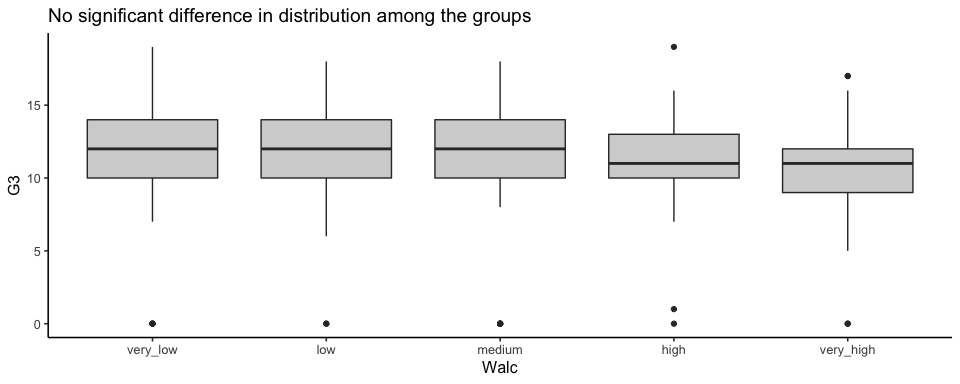 No significant difference in distribution among the groups
15
10
5
0
G3
very_low low medium high very_high
Walc